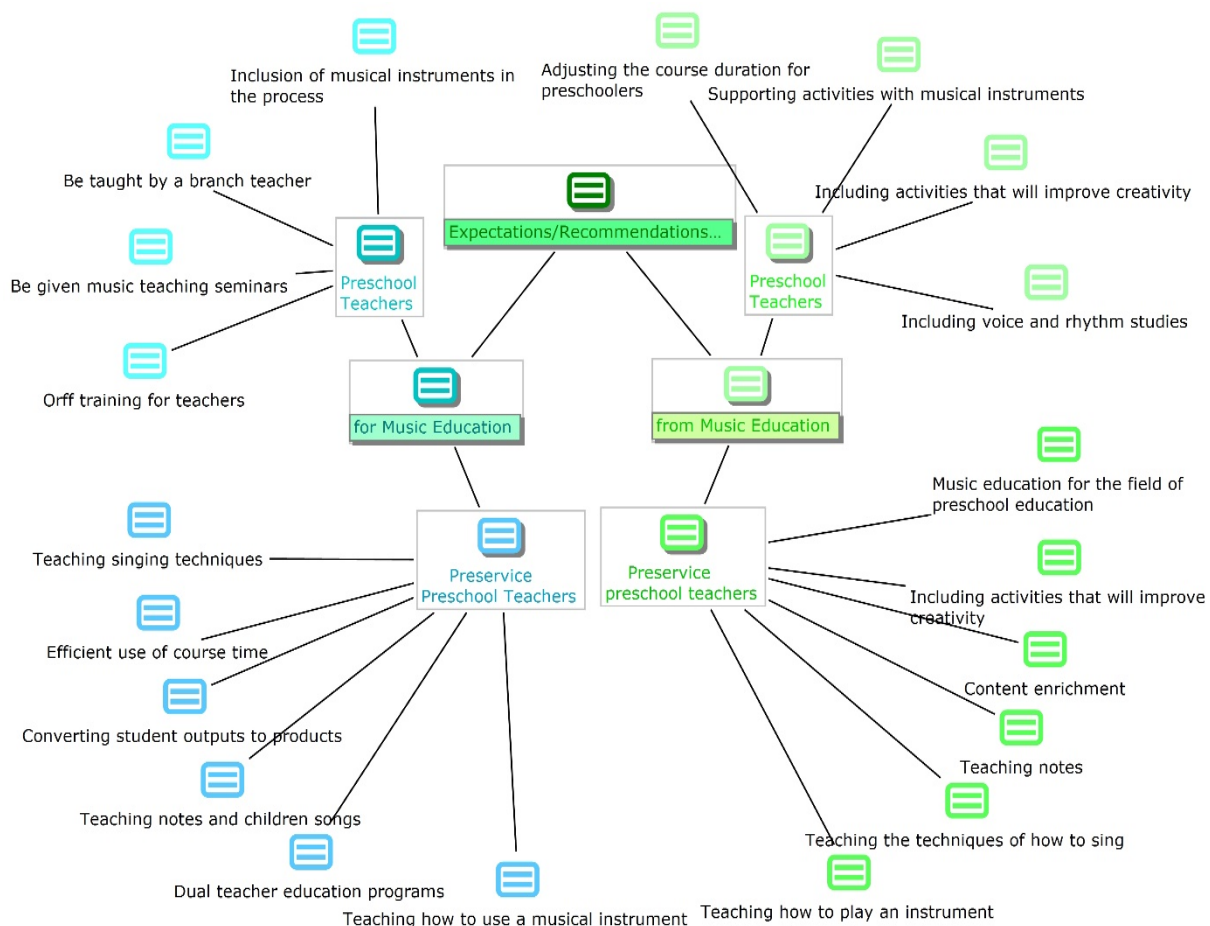 Inclusion of musical instruments in
the process
Adjusting the course duration for
preschoolers
Supporting activities with musical instruments
Be taught by a branch teacher
Including activities that will improve creativity
Expectations/Recommendations...
Be given music teaching seminars
Preschool
Teachers
Preschool
Teachers
Including voice and rhythm studies
Orff training for teachers
for Music Education
from Music Education
Music education for the field of
preschool education
Teaching singing techniques
Preservice
Preschool Teachers
Preservice
preschool teachers
Including activities that will improve
creativity
Efficient use of course time
Content enrichment
Converting student outputs to products
Teaching notes
Teaching notes and children songs
Teaching the techniques of how to sing
Dual teacher education programs
Teaching how to use a musical instrument
Teaching how to play an instrument